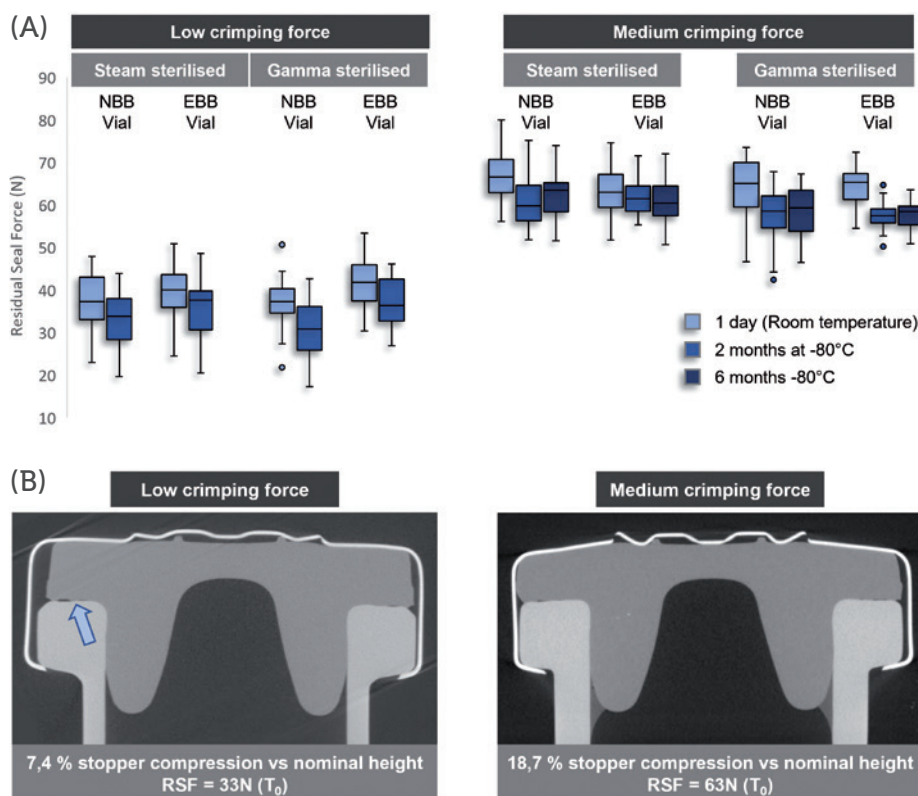 (A)
Low crimping force
Medium crimping force
Steam sterilised
Gamma sterilised
Steam sterilised
Gamma sterilised
NBB
Vial
EBB
Vial
NBB
Vial
EBB
Vial
NBB
Vial
EBB
Vial
NBB
Vial
EBB
Vial
Residual Seal Force (N)
90
80
70
60
50
40
30
20
10
1 day (Room temperature)
2 months at -80°C
6 months -80°C
(B)
Low crimping force
Medium crimping force
7,4 % stopper compression vs nominal height
RSF = 33N (T₀)
18,7 % stopper compression vs nominal height
RSF = 63N (T₀)